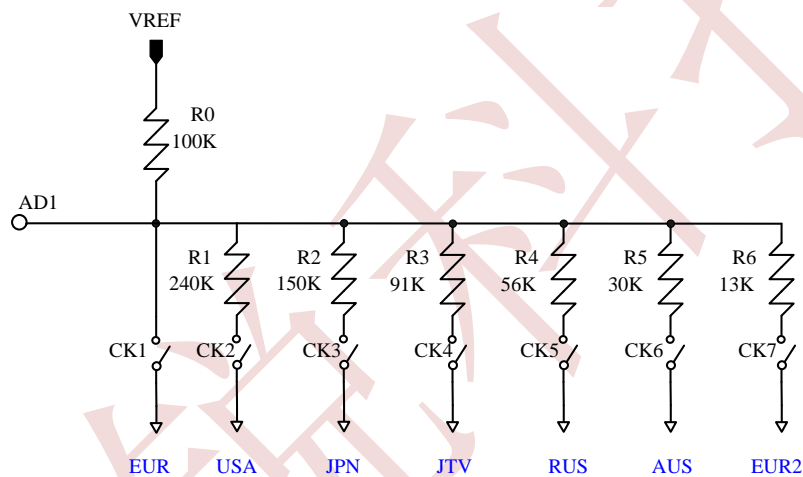 VREF
R0
100K
AD1
R1
240K
R2
150K
R3
91K
R4
56K
R5
30K
R6
13K
CK1
CK2
CK3
CK4
CK5
CK6
CK7
EUR
USA
JPN
JTV
RUS
AUS
EUR2